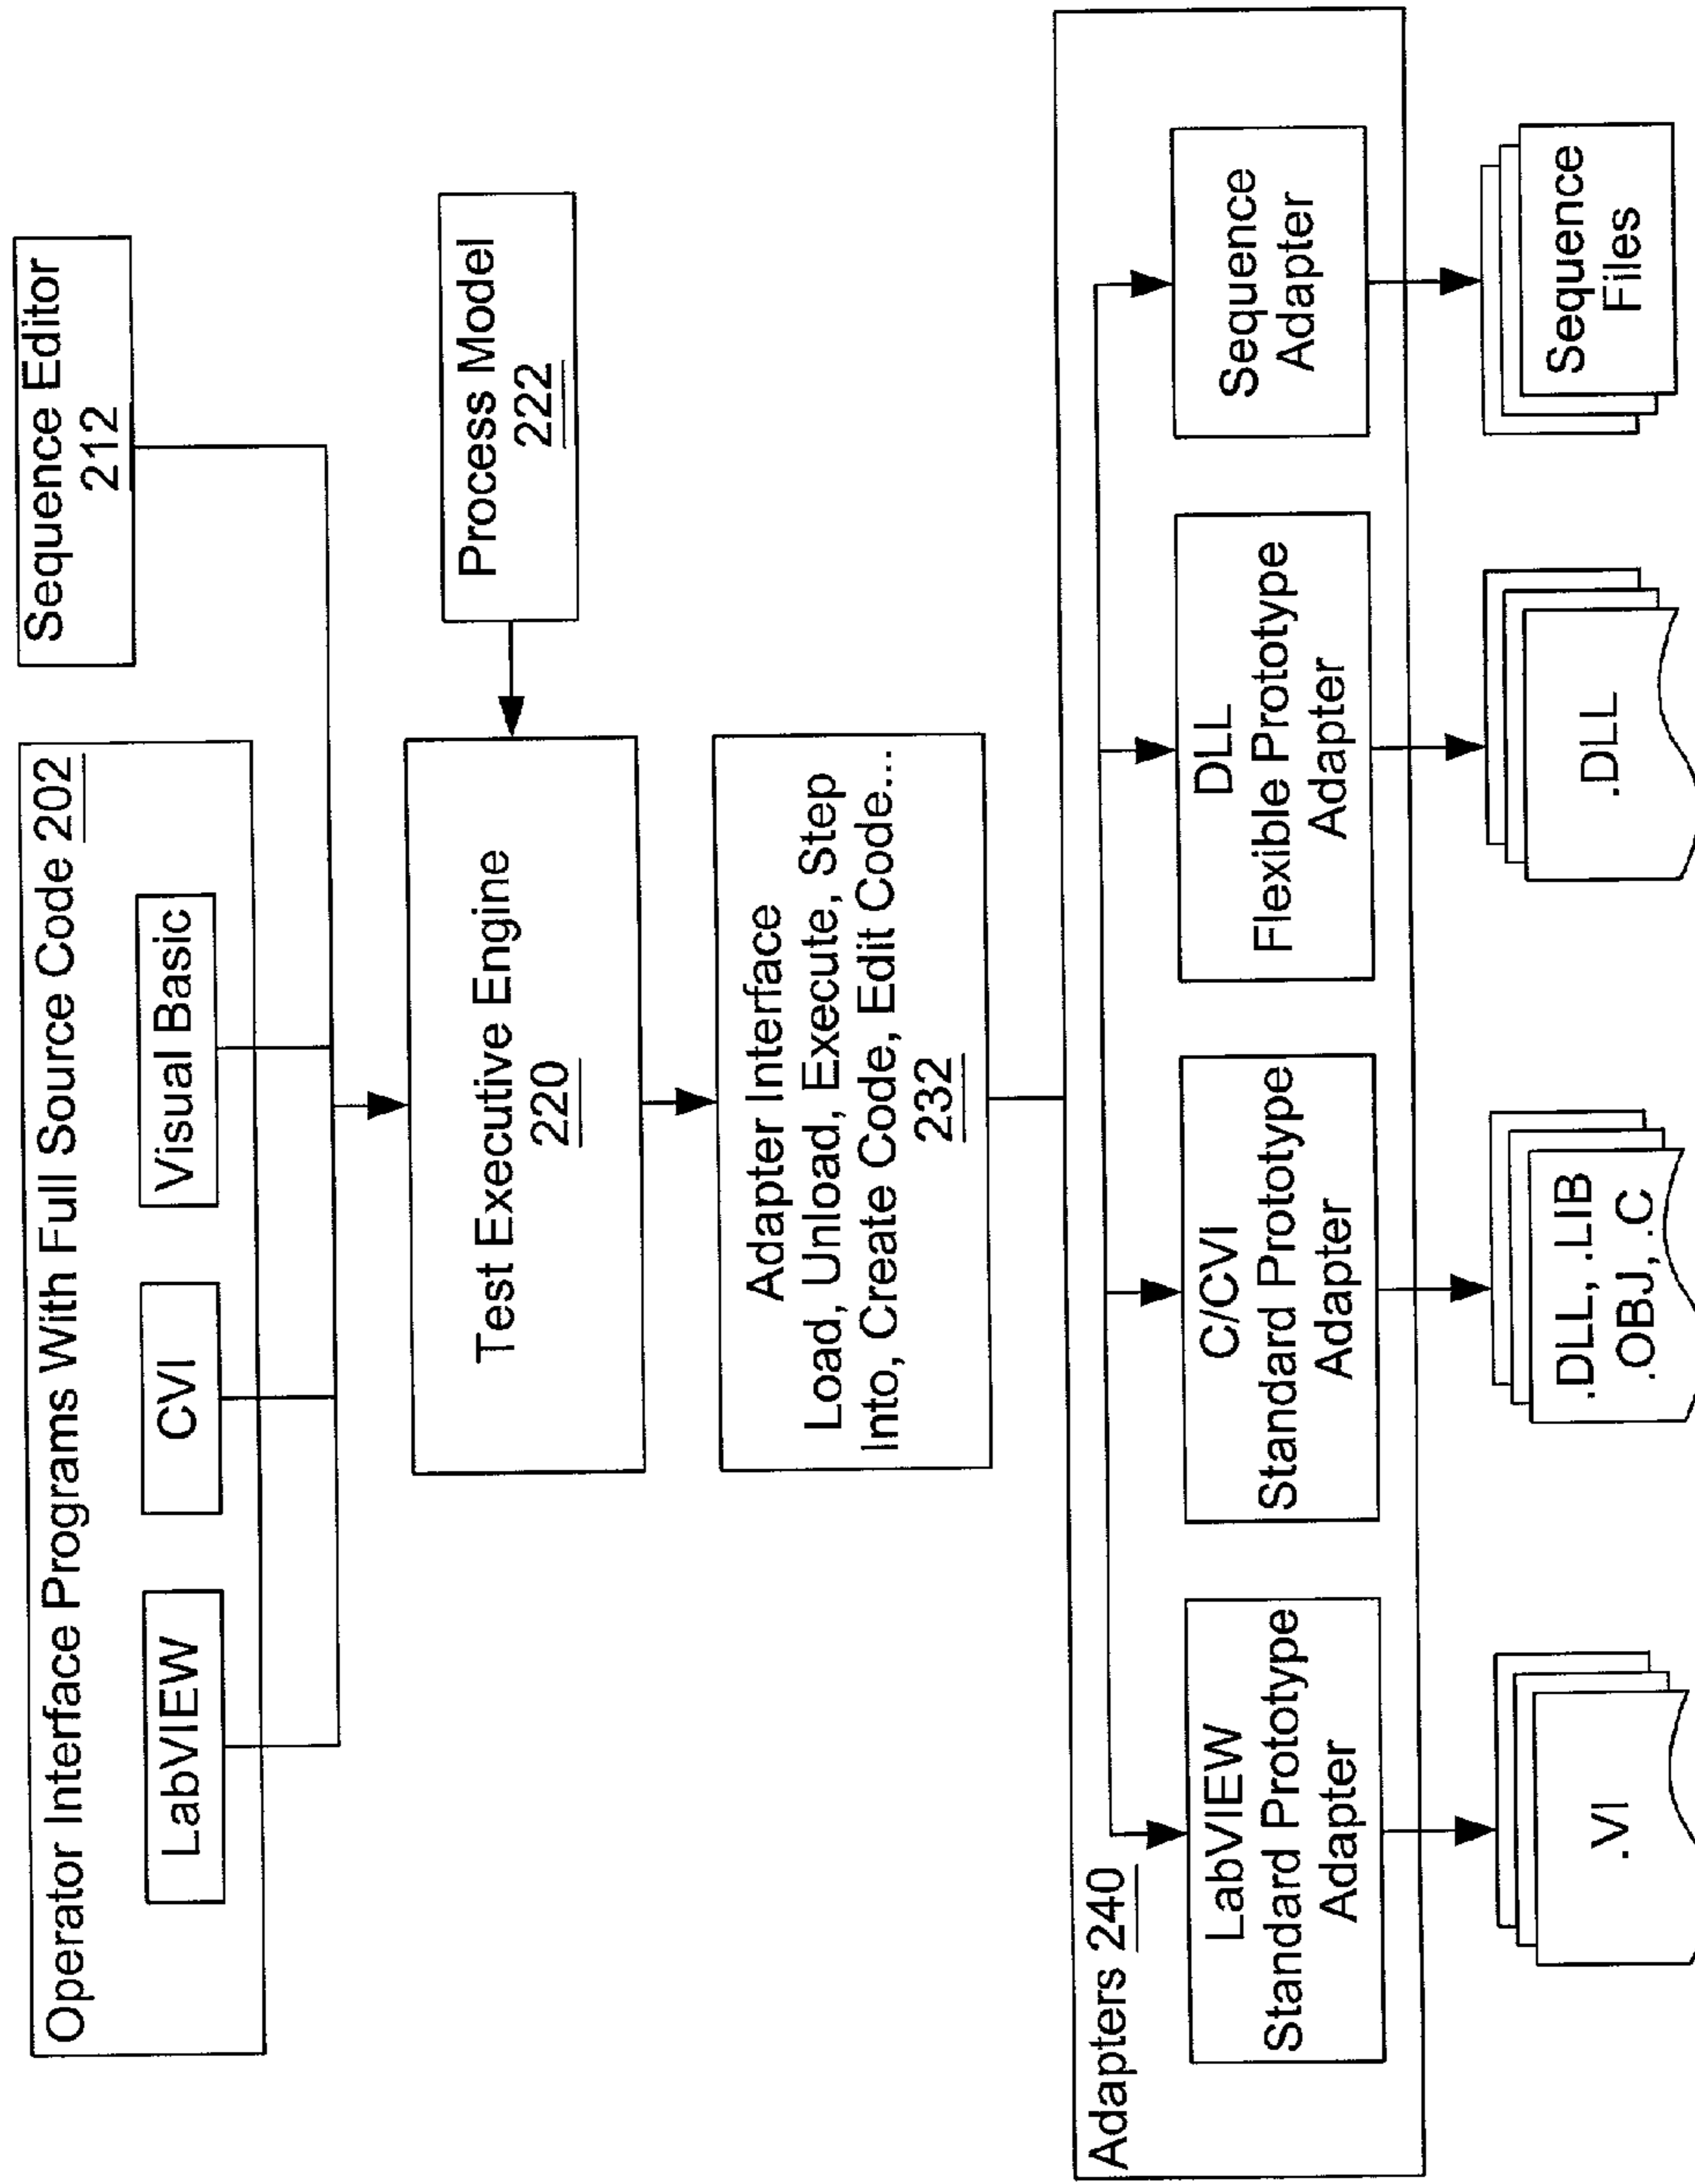 Operator Interface Programs With Full Source Code 202
LabVIEW
CVI
Visual Basic
Sequence Editor
212
Test Executive Engine
220
Process Model
222
Adapter Interface
Load, Unload, Execute, Step
Into, Create Code, Edit Code...
232
Adapters 240
LabVIEW
Standard Prototype
Adapter
C/CVI
Standard Prototype
Adapter
DLL
Flexible Prototype
Adapter
Sequence
Adapter
.VI
.DLL, .LIB
.OBJ, .C
.DLL
Sequence
Files